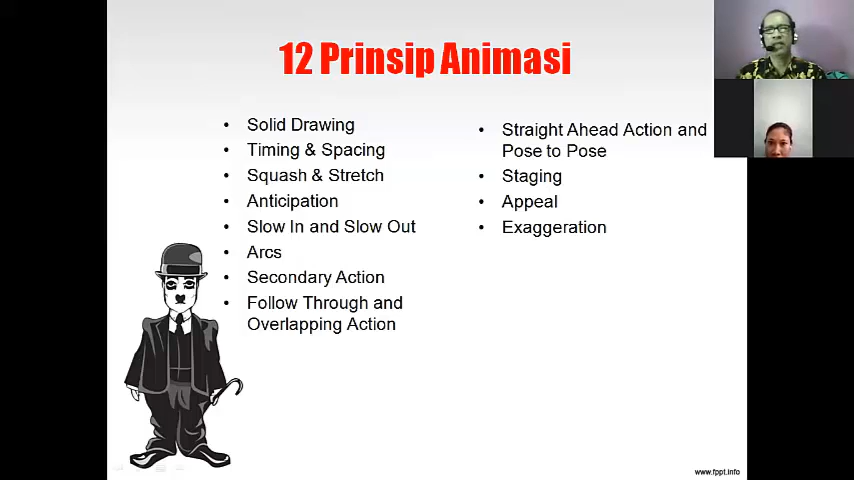 12 Prinsip Animasi
• Solid Drawing
• Timing & Spacing
• Squash & Stretch
• Anticipation
• Slow In and Slow Out
• Arcs
• Secondary Action
• Follow Through and
Overlapping Action
• Straight Ahead Action and
Pose to Pose
• Staging
• Appeal
• Exaggeration
www.fppt.info